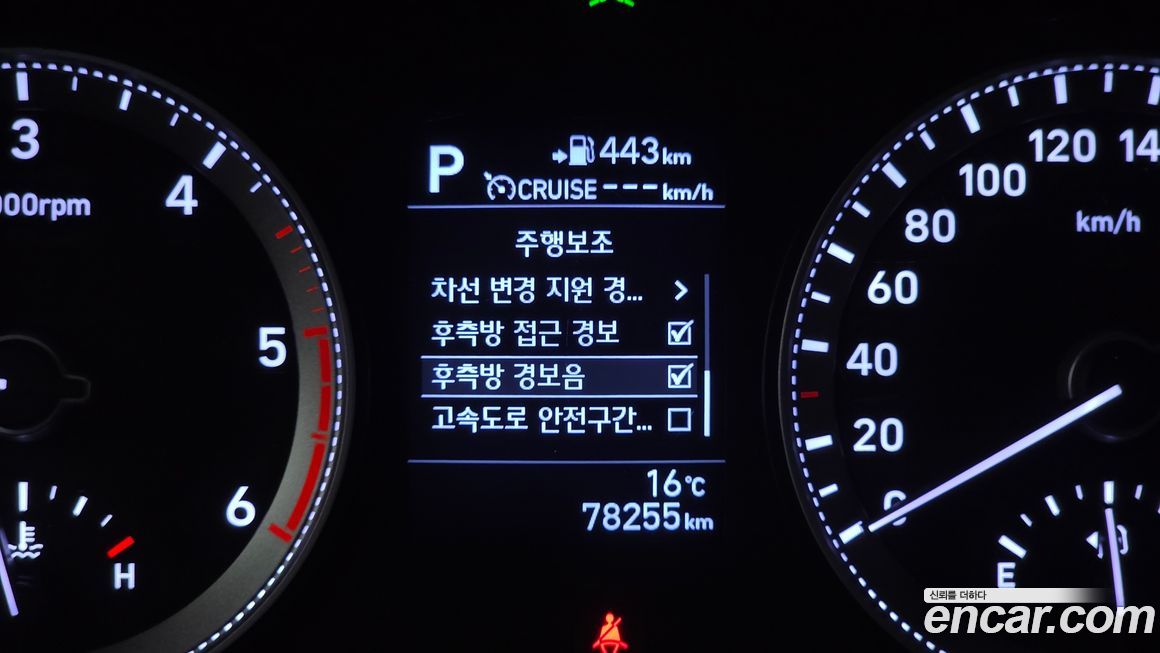 P
443km
CRUISE---km/h
주행보조
차선 변경 지원 경...
후측방 접근 경보
후측방 경보음
고속도로 안전구간...
16℃
78255km
3
4
5
6
000rpm
H
0
20
40
60
80
100
120
14
km/h
E
신뢰를 더하다
encar.com